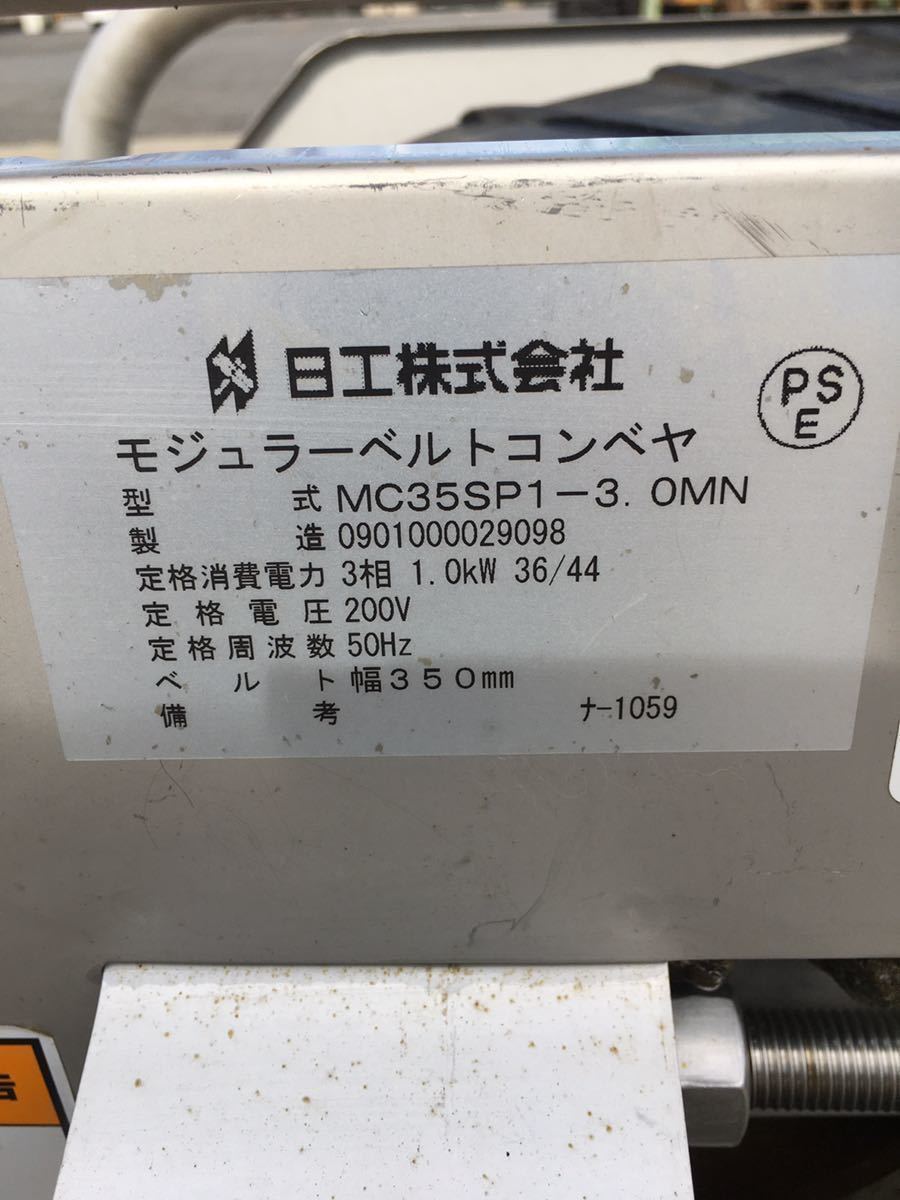 日工株式会社
PS
E
モジュラーベルトコンベヤ
型式 MC35SP1-3.0MN
製造 0901000029098
定格消費電力 3相 1.0kW 36/44
定格電圧 200V
定格周波数 50Hz
ベルト幅350mm
備考 ﾅ-1059